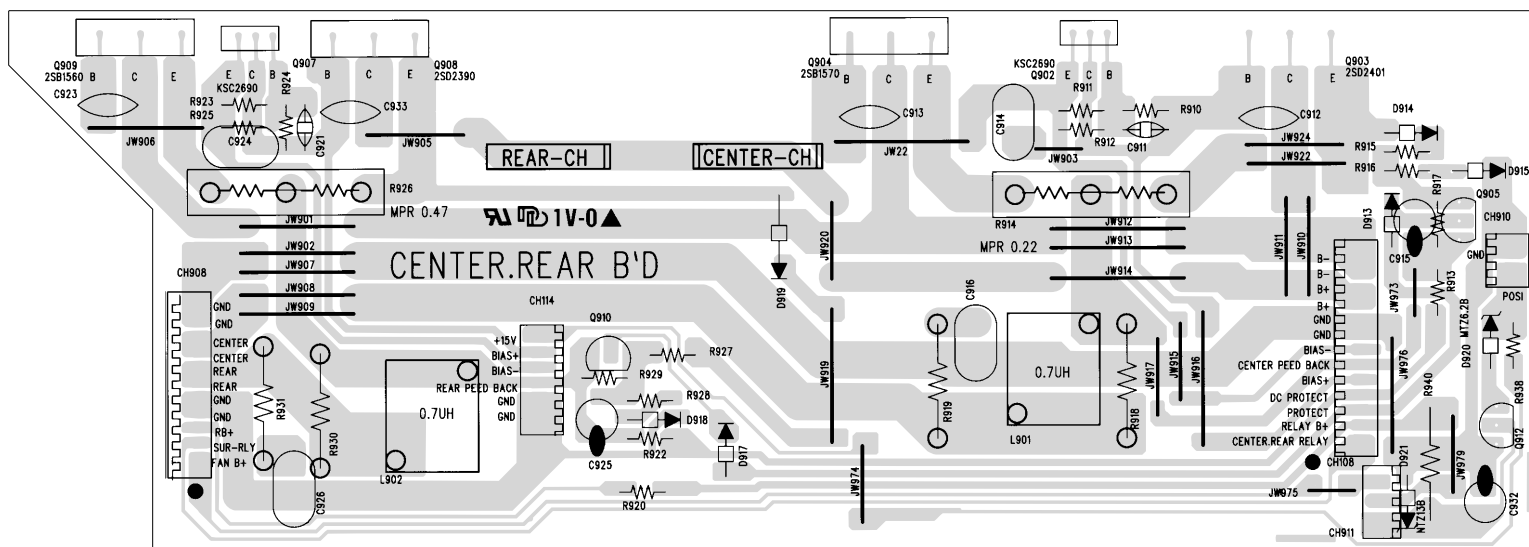 Q909
2SB1560
B C E
C923
JW906
Q907
KSC2690
E C B
R924
R923
R925
C924
C921
B C E
Q908
2SD2390
C933
JW905
R926
MPR 0.47
REAR-CH
CENTER-CH
1V-0
CENTER.REAR B'D
JW901
JW902
JW907
JW908
JW909
CH908
GND
GND
CENTER
CENTER
REAR
REAR
GND
GND
RB+
SUR-RLY
FAN B+
R931
R930
C926
0.7UH
L902
CH114
+15V
BIAS+
BIAS-
REAR PEED BACK
GND
GND
Q910
R929
R927
R928
D918
R922
C925
D917
R920
D919
JW920
JW919
JW974
Q904
2SB1570
B C E
C913
JW22
KSC2690
Q902
E C B
R911
R910
R912
C911
C914
JW903
R914
MPR 0.22
JW912
JW913
JW914
C916
R919
0.7UH
L901
R918
JW917
JW915
JW916
B C E
Q903
2SD2401
C912
JW924
JW922
JW911
JW910
D914
R915
R916
R917
D915
Q905
D913
C915
CH910
GND
POSI
JW973
R913
MTZ6.2B
D920
R938
B-
B-
B+
B+
GND
GND
BIAS-
CENTER PEED BACK
BIAS+
DC PROTECT
PROTECT
RELAY B+
CENTER.REAR RELAY
CH108
JW976
R940
Q912
D921
JW979
JW975
CH911
NTZ13B
C932